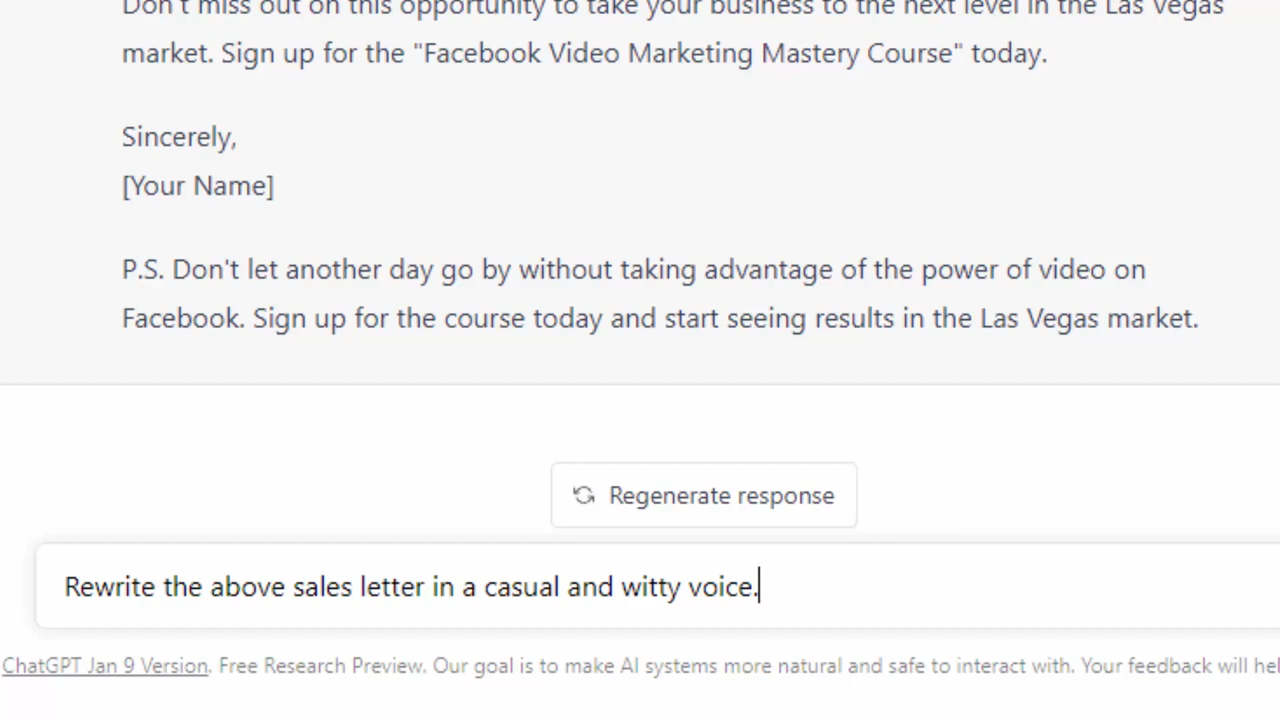 Don't miss out on this opportunity to take your business to the next level in the Las Vegas
market. Sign up for the "Facebook Video Marketing Mastery Course" today.
Sincerely,
[Your Name]
P.S. Don't let another day go by without taking advantage of the power of video on
Facebook. Sign up for the course today and start seeing results in the Las Vegas market.
Regenerate response
Rewrite the above sales letter in a casual and witty voice.
ChatGPT Jan 9 Version. Free Research Preview. Our goal is to make AI systems more natural and safe to interact with. Your feedback will